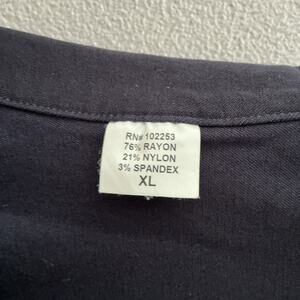 RN# 102253
76% RAYON
21% NYLON
3% SPANDEX
XL